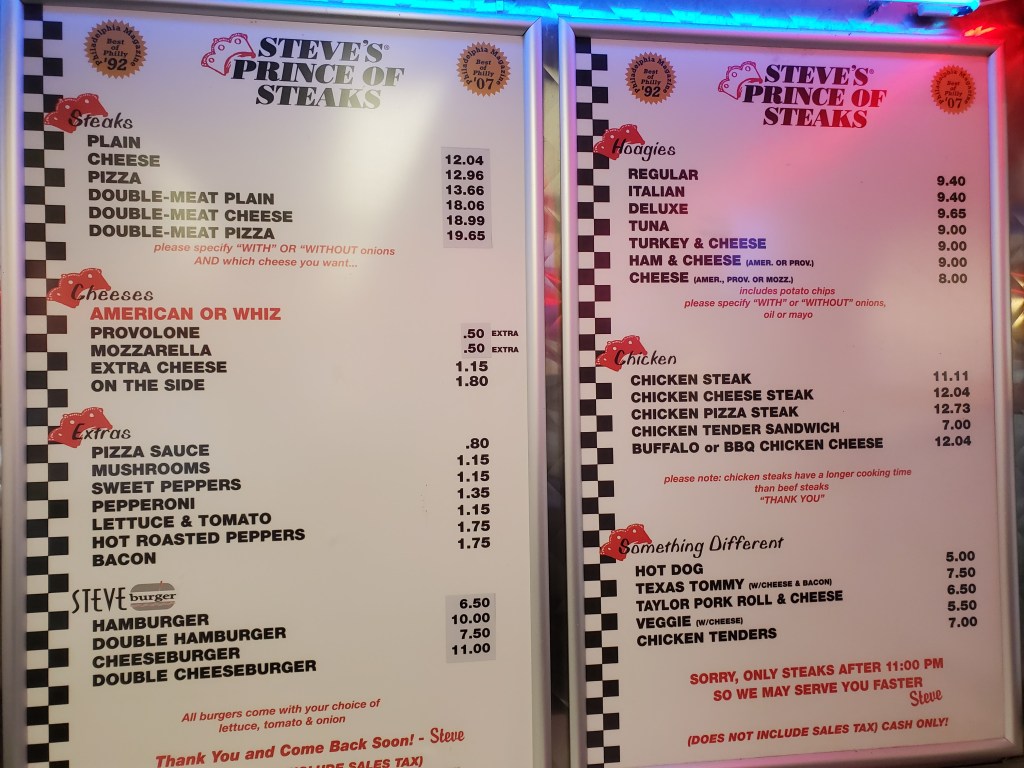 Philadelphia Magazine
Best of Philly
'92
STEVE'S®
PRINCE OF
STEAKS
Philadelphia Magazine
Best of Philly
'07
Steaks
PLAIN 12.04
CHEESE 12.96
PIZZA 13.66
DOUBLE-MEAT PLAIN 18.06
DOUBLE-MEAT CHEESE 18.99
DOUBLE-MEAT PIZZA 19.65
please specify "WITH" OR "WITHOUT onions
AND which cheese you want...
Cheeses
AMERICAN OR WHIZ
PROVOLONE .50 EXTRA
MOZZARELLA .50 EXTRA
EXTRA CHEESE 1.15
ON THE SIDE 1.80
Extras
PIZZA SAUCE .80
MUSHROOMS 1.15
SWEET PEPPERS 1.15
PEPPERONI 1.35
LETTUCE & TOMATO 1.15
HOT ROASTED PEPPERS 1.75
BACON 1.75
STEVE burger
HAMBURGER 6.50
DOUBLE HAMBURGER 10.00
CHEESEBURGER 7.50
DOUBLE CHEESEBURGER 11.00
All burgers come with your choice of
lettuce, tomato & onion
Thank You and Come Back Soon! - Steve
INCLUDE SALES TAX)
Philadelphia Magazine
Best of Philly
'92
STEVE'S®
PRINCE OF
STEAKS
Philadelphia Magazine
Best of Philly
'07
Hoagies
REGULAR 9.40
ITALIAN 9.40
DELUXE 9.65
TUNA 9.00
TURKEY & CHEESE 9.00
HAM & CHEESE (AMER. OR PROV.) 9.00
CHEESE (AMER., PROV. OR MOZZ.) 8.00
includes potato chips
please specify "WITH" or "WITHOUT" onions,
oil or mayo
Chicken
CHICKEN STEAK 11.11
CHICKEN CHEESE STEAK 12.04
CHICKEN PIZZA STEAK 12.73
CHICKEN TENDER SANDWICH 7.00
BUFFALO or BBQ CHICKEN CHEESE 12.04
please note: chicken steaks have a longer cooking time
than beef steaks
"THANK YOU"
Something Different
HOT DOG 5.00
TEXAS TOMMY (W/CHEESE & BACON) 7.50
TAYLOR PORK ROLL & CHEESE 6.50
VEGGIE (W/CHEESE) 5.50
CHICKEN TENDERS 7.00
SORRY, ONLY STEAKS AFTER 11:00 PM
SO WE MAY SERVE YOU FASTER
Steve
(DOES NOT INCLUDE SALES TAX) CASH ONLY!